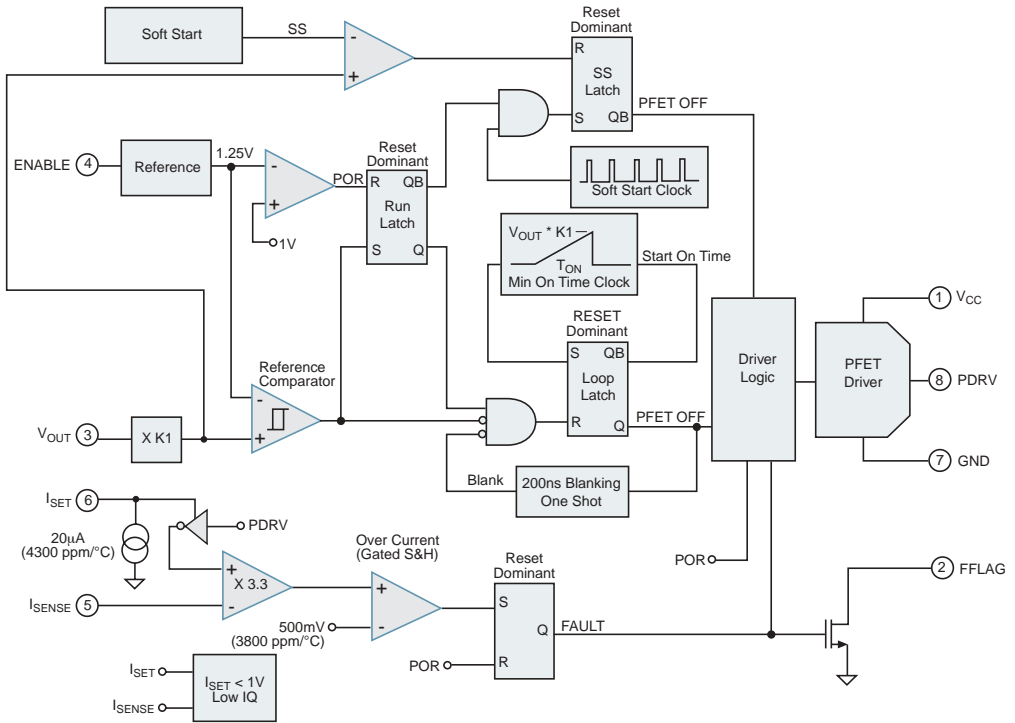 Soft Start
SS
-
+
Reset
Dominant
R
SS
Latch
S
QB
PFET OFF
Soft Start Clock
ENABLE
4
Reference
1.25V
-
+
1V
POR
Reset
Dominant
R
QB
Run
Latch
S
Q
VOUT * K1
TON
Min On Time Clock
Start On Time
RESET
Dominant
S
QB
Loop
Latch
R
Q
PFET OFF
Reference
Comparator
-
+
VOUT
3
X K1
Blank
200ns Blanking
One Shot
Driver
Logic
POR
PFET
Driver
1
VCC
8
PDRV
7
GND
ISET
6
20µA
(4300 ppm/°C)
PDRV
+
X 3.3
-
ISENSE
5
Over Current
(Gated S&H)
+
-
500mV
(3800 ppm/°C)
Reset
Dominant
S
Q
R
FAULT
POR
2
FFLAG
ISET
ISENSE
ISET < 1V
Low IQ